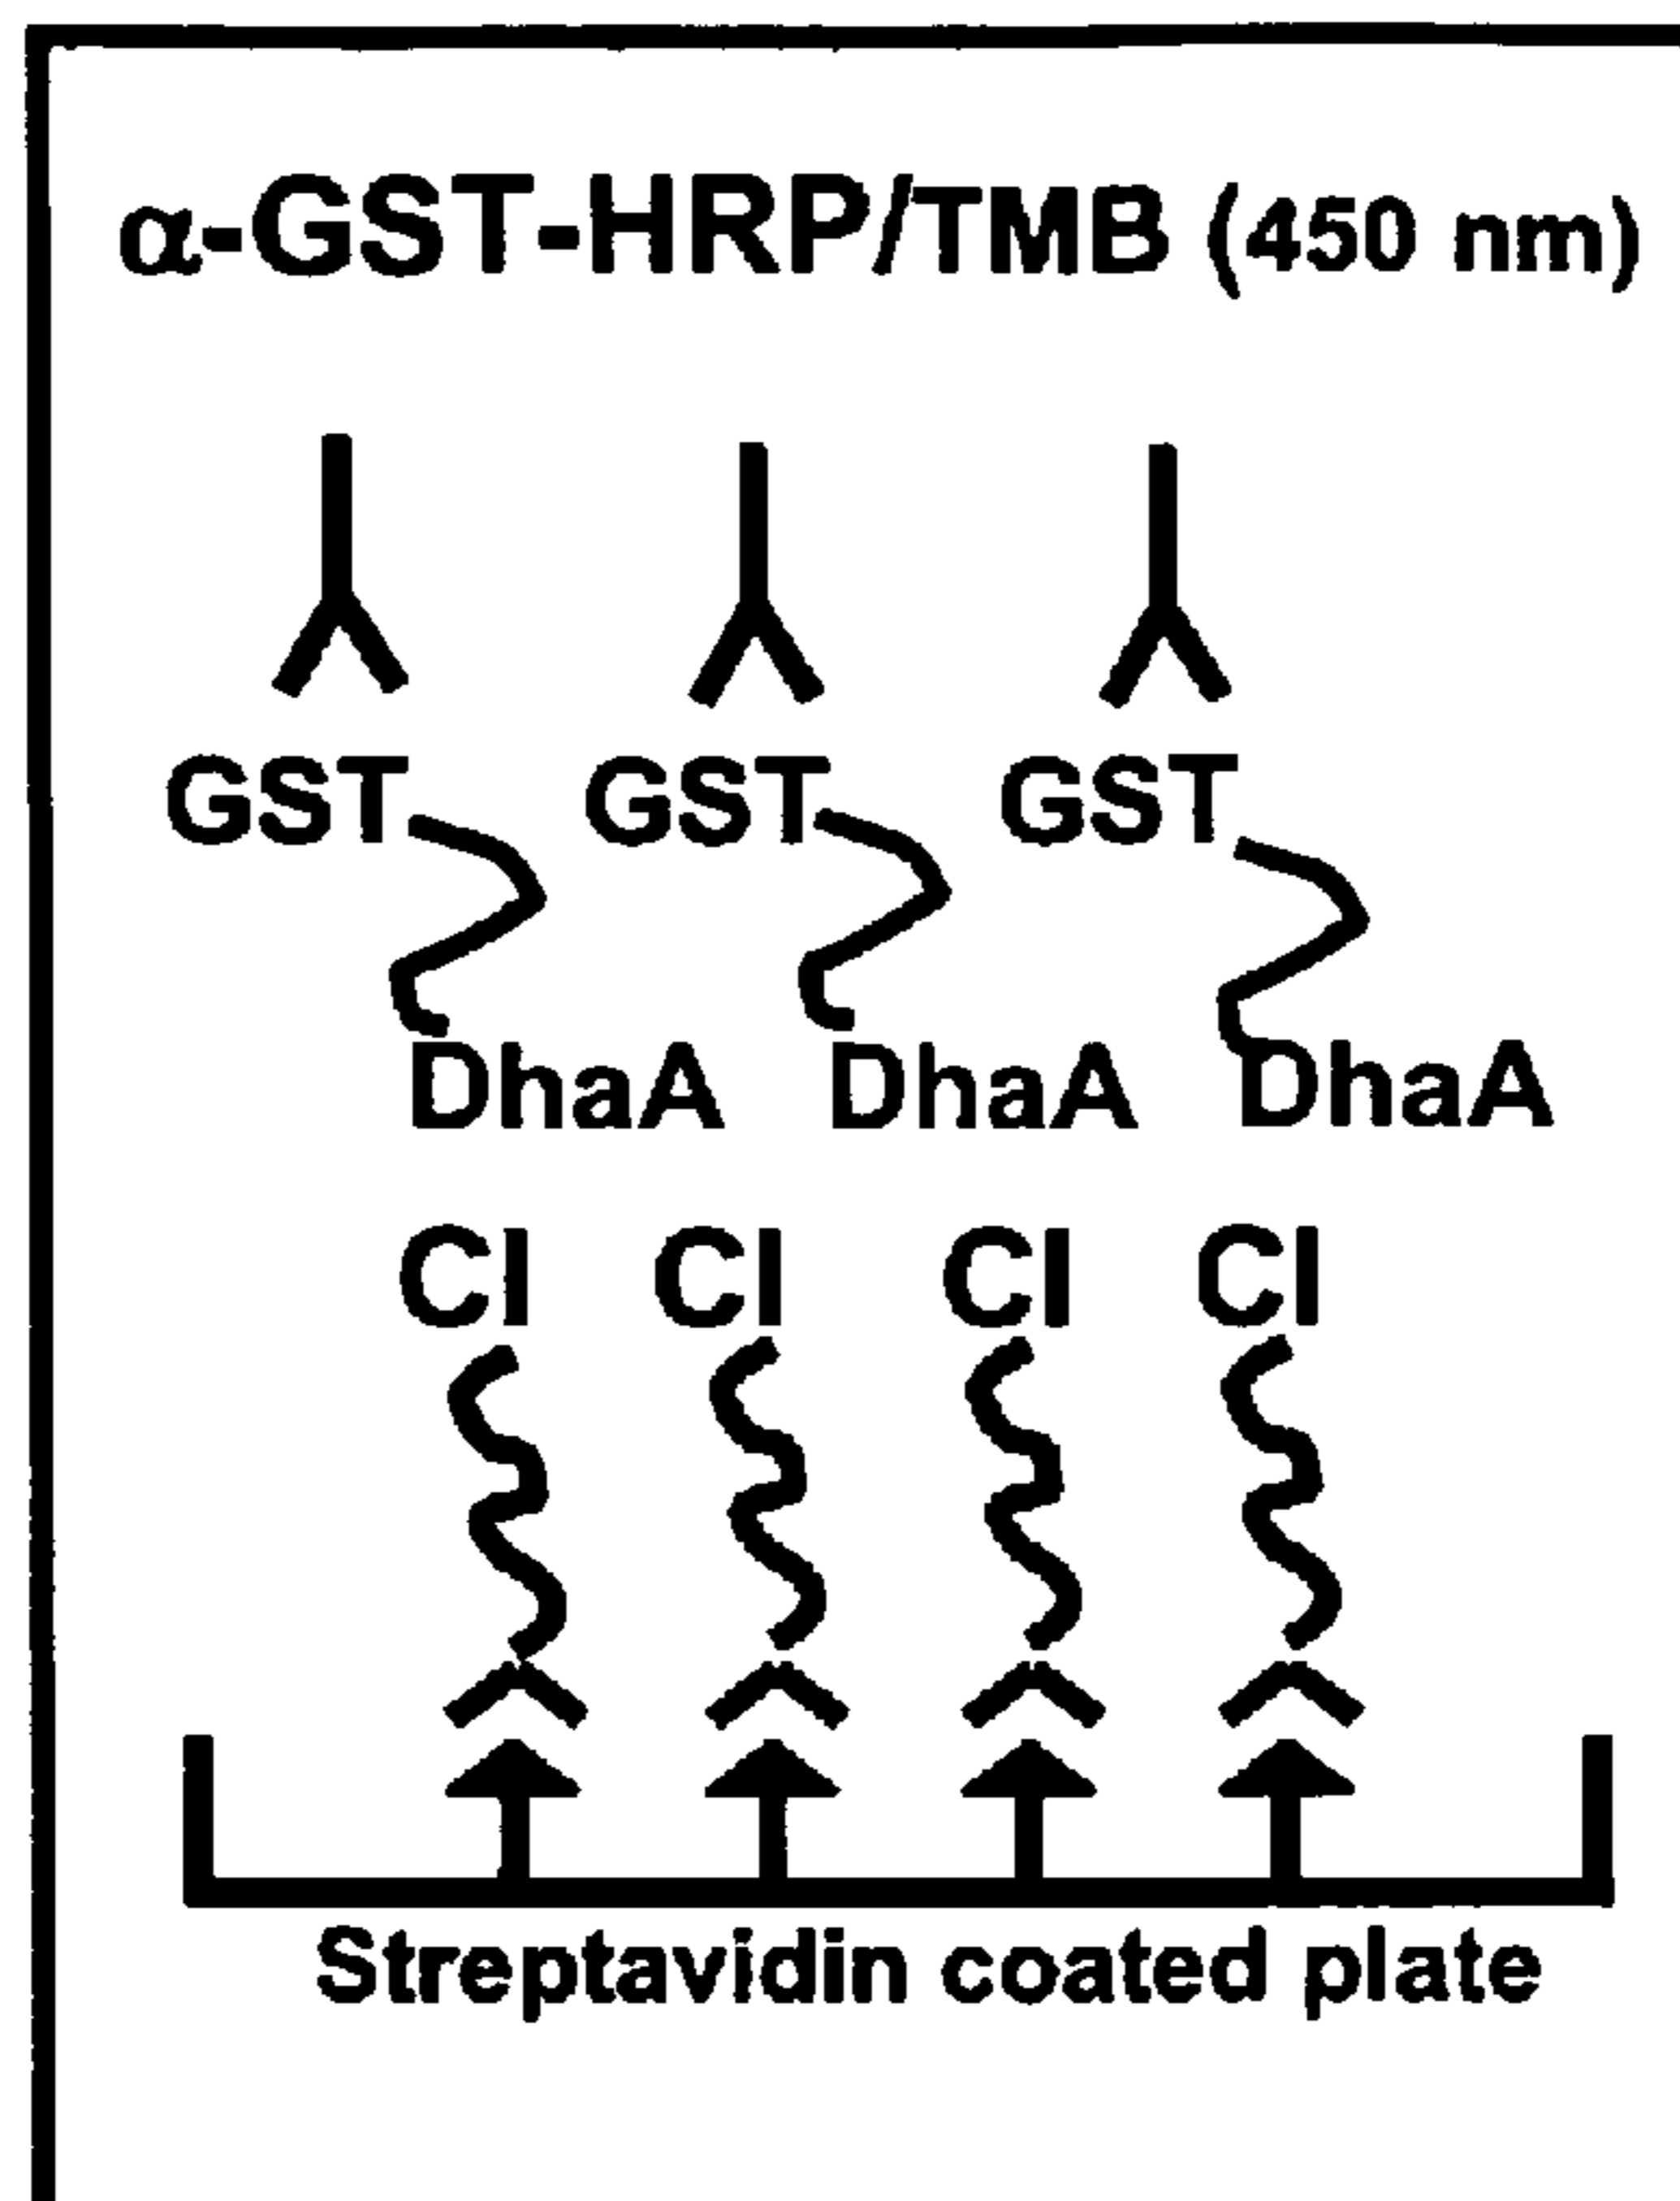 α-GST-HRP/TMB (450 nm)
GST GST GST
DhaA DhaA DhaA
Cl Cl Cl Cl
Streptavidin coated plate